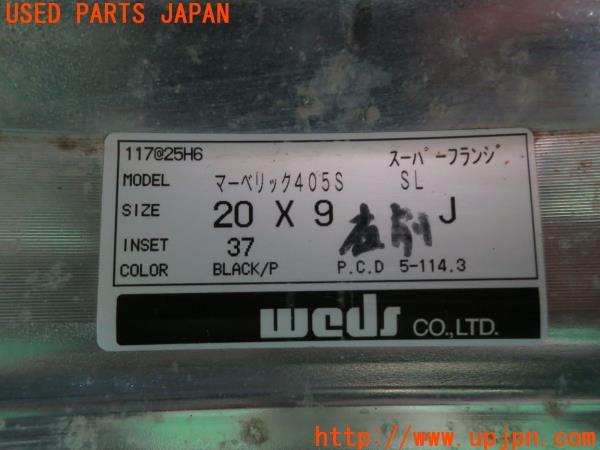 USED PARTS JAPAN
117@25H6 スーパーフランジ
MODEL マーベリック405S SL
SIZE 20 X 9 J
INSET 37
COLOR BLACK/P P.C.D 5-114.3
weds CO.,LTD.
http://www.upjpn.com